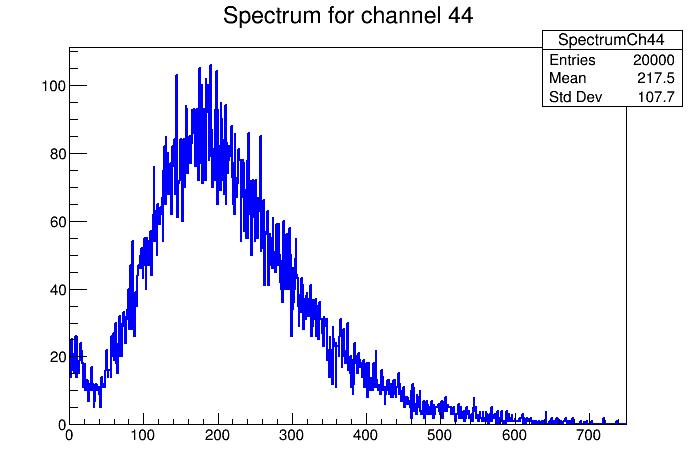 Spectrum for channel 44
SpectrumCh44
Entries 20000
Mean 217.5
Std Dev 107.7
100
80
60
40
20
0
0 100 200 300 400 500 600 700